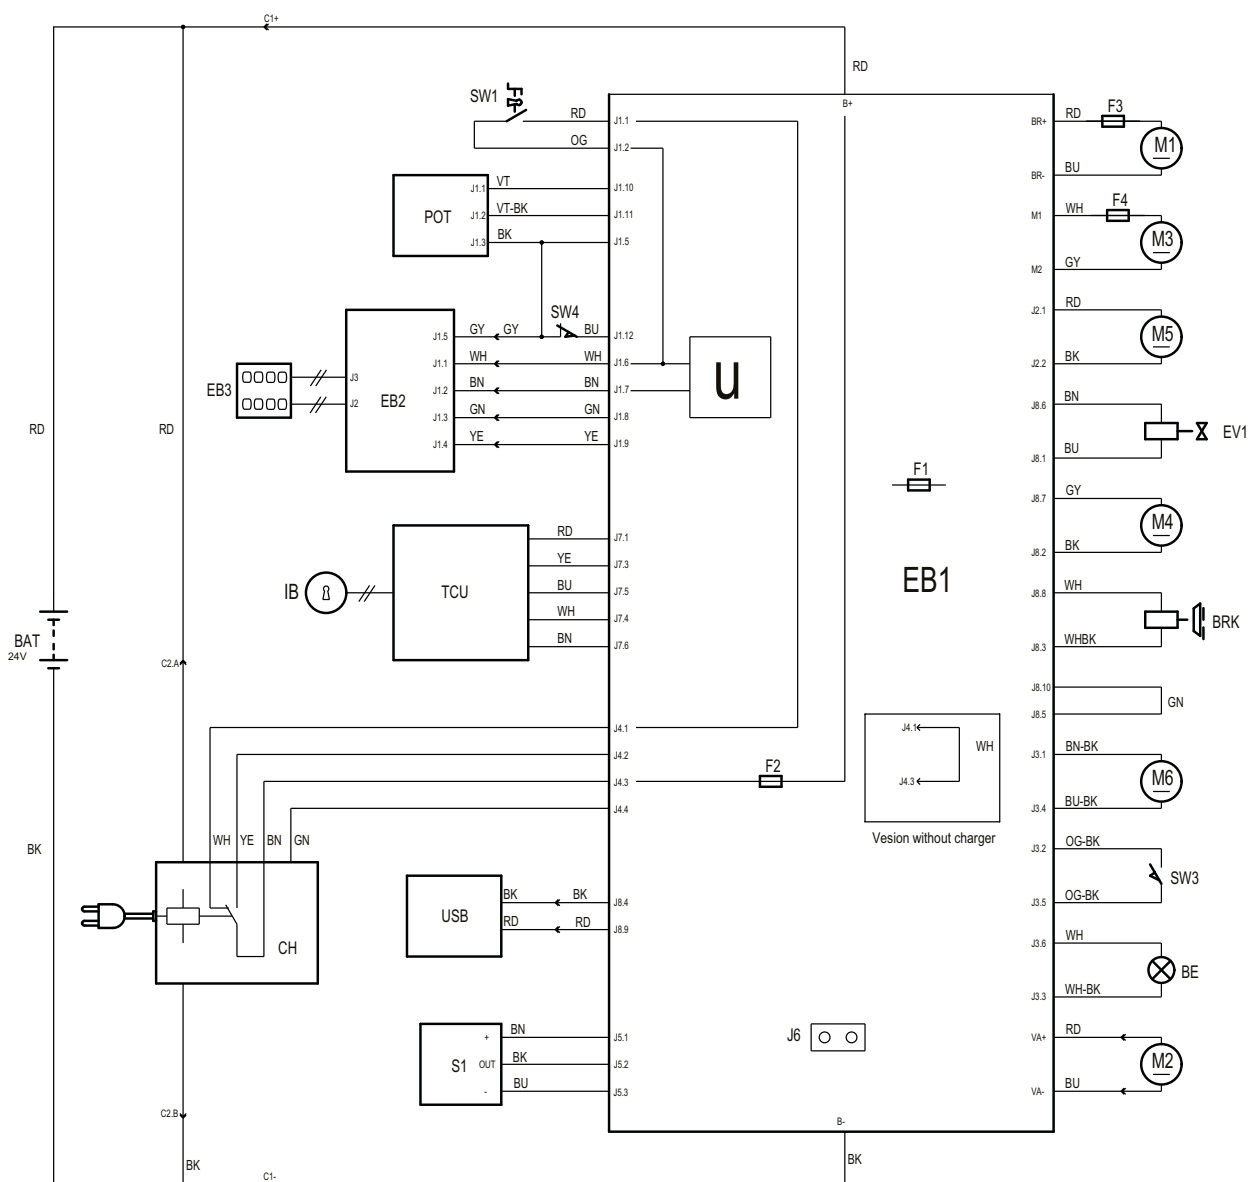 C1+
RD
SW1
RD
OG
J1.1
J1.2
B+
BR+
RD
F3
M1
BR-
BU
POT
J1.1
VT
J1.10
J1.2
VT-BK
J1.11
J1.3
BK
J1.5
M1
WH
F4
M3
M2
GY
J2.1
RD
M5
J2.2
BK
SW4
EB3
J3
J2
EB2
J1.5
GY
GY
BU
J1.12
J1.1
WH
WH
J1.6
J1.2
BN
BN
J1.7
J1.3
GN
GN
J1.8
J1.4
YE
YE
J1.9
u
J8.6
BN
EV1
J8.1
BU
RD
RD
F1
J8.7
GY
M4
J8.2
BK
EB1
IB
TCU
RD
J7.1
YE
J7.3
BU
J7.5
WH
J7.4
BN
J7.6
J8.8
WH
BRK
J8.3
WHBK
BAT
24V
C2.A
J8.10
GN
J8.5
J4.1
J4.2
J4.3
J4.4
F2
J4.1
WH
J4.3
Vesion without charger
J3.1
BN-BK
M6
J3.4
BU-BK
WH
YE
BN
GN
BK
CH
J3.2
OG-BK
SW3
J3.5
OG-BK
USB
BK
BK
J8.4
RD
RD
J8.9
J3.6
WH
BE
J3.3
WH-BK
S1
+
BN
J5.1
OUT
BK
J5.2
-
BU
J5.3
J6
VA+
RD
M2
VA-
BU
C2.B
B-
BK
BK
C1-